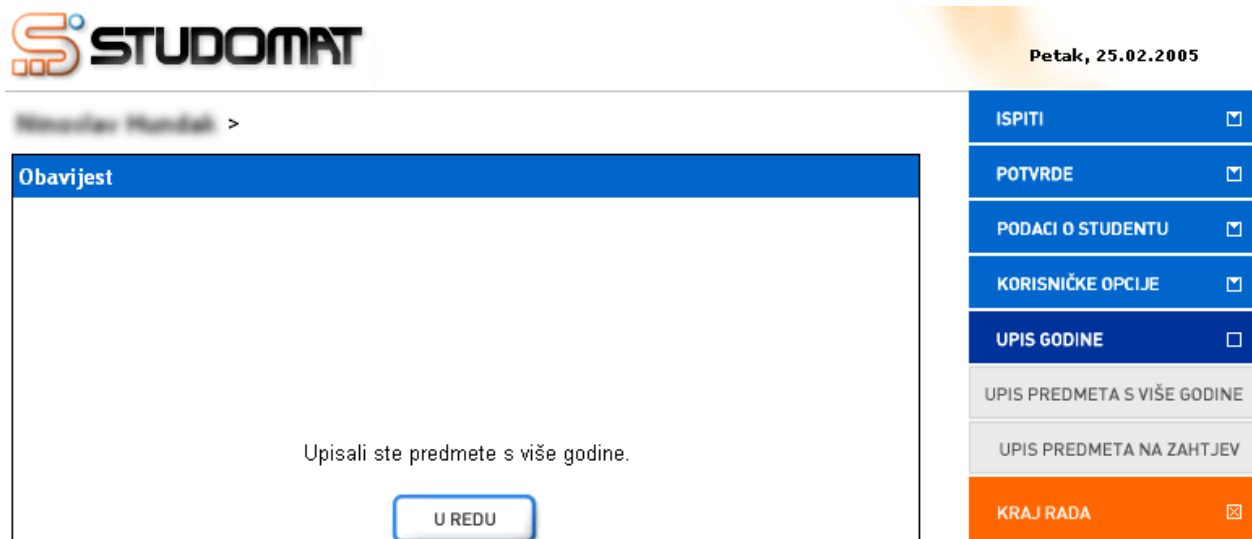 STUDOMAT
Petak, 25.02.2005
>
Obavijest
Upisali ste predmete s više godine.
U REDU
ISPITI
POTVRDE
PODACI O STUDENTU
KORISNIČKE OPCIJE
UPIS GODINE
UPIS PREDMETA S VIŠE GODINE
UPIS PREDMETA NA ZAHTJEV
KRAJ RADA